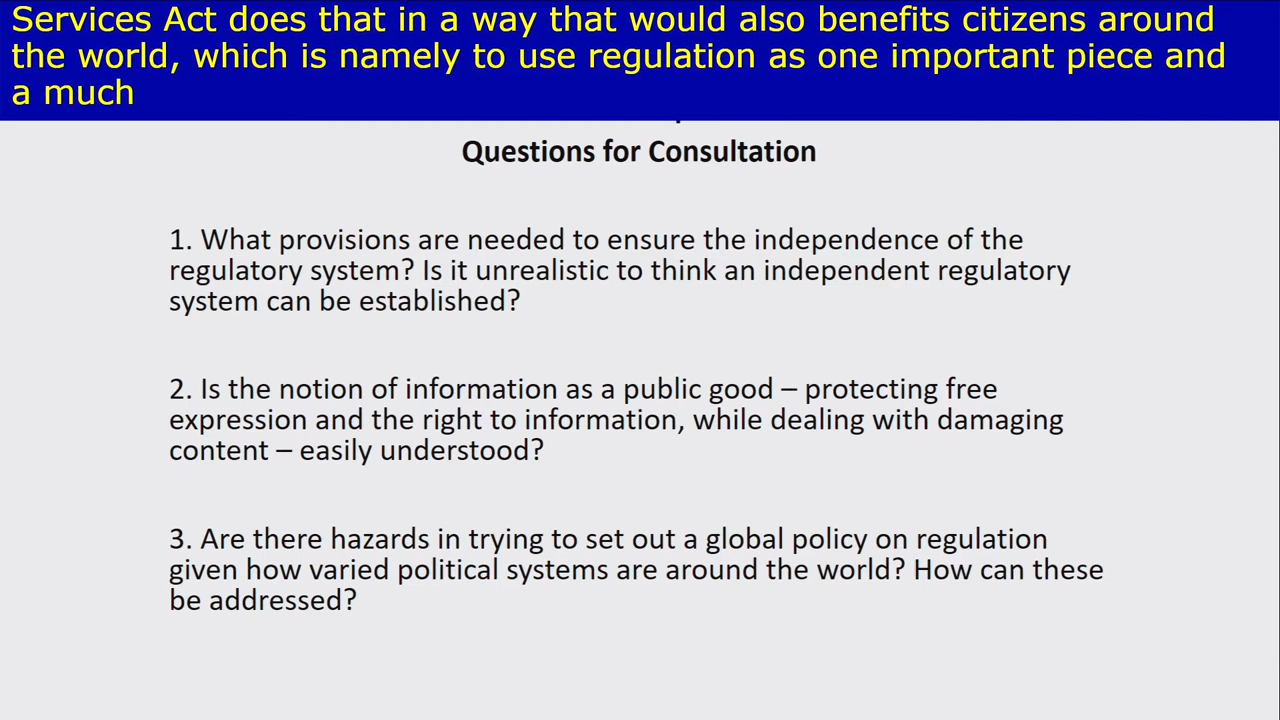 Services Act does that in a way that would also benefits citizens around
the world, which is namely to use regulation as one important piece and
a much
Questions for Consultation
1. What provisions are needed to ensure the independence of the
regulatory system? Is it unrealistic to think an independent regulatory
system can be established?
2. Is the notion of information as a public good – protecting free
expression and the right to information, while dealing with damaging
content – easily understood?
3. Are there hazards in trying to set out a global policy on regulation
given how varied political systems are around the world? How can these
be addressed?